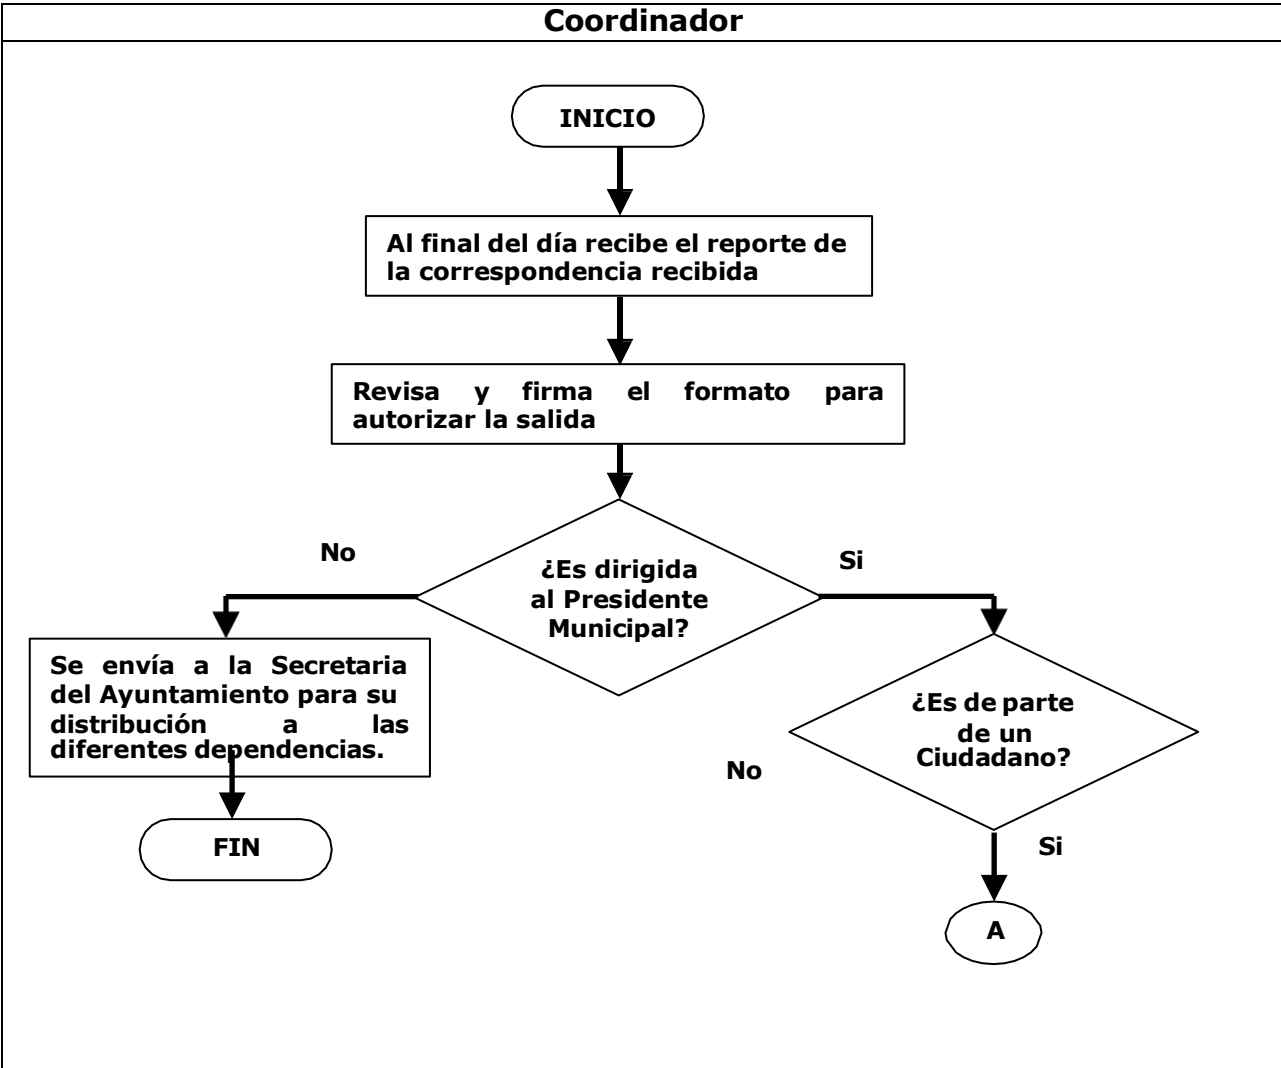 Coordinador
INICIO
Al final del día recibe el reporte de
la correspondencia recibida
Revisa y firma el formato para
autorizar la salida
No
Si
¿Es dirigida
al Presidente
Municipal?
Se envía a la Secretaria
del Ayuntamiento para su
distribución a las
diferentes dependencias.
¿Es de parte
de un
Ciudadano?
No
FIN
Si
A